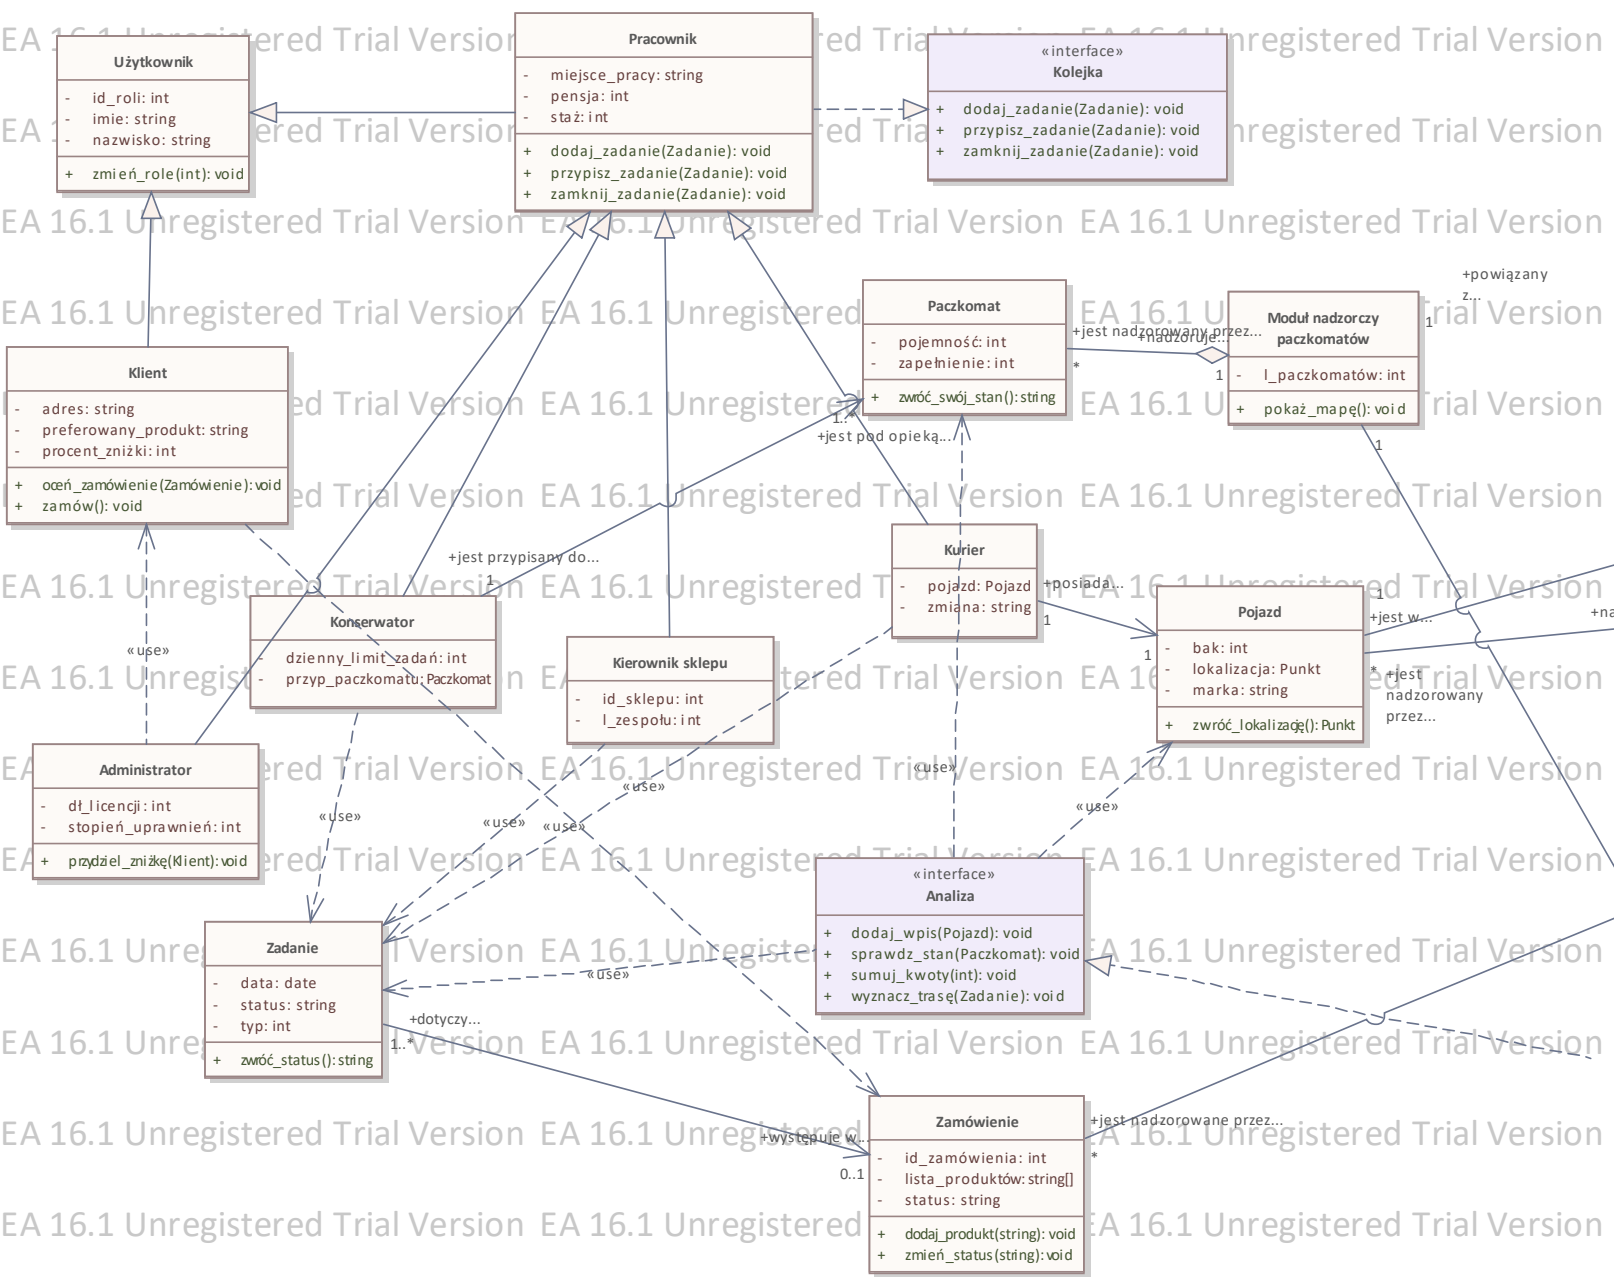 EA 16.1 Unregistered Trial Version
Użytkownik
- id_roli: int
- imie: string
- nazwisko: string
+ zmień_role(int): void
Pracownik
- miejsce_pracy: string
- pensja: int
- staż: int
+ dodaj_zadanie(Zadanie): void
+ przypisz_zadanie(Zadanie): void
+ zamknij_zadanie(Zadanie): void
«interface»
Kolejka
+ dodaj_zadanie(Zadanie): void
+ przypisz_zadanie(Zadanie): void
+ zamknij_zadanie(Zadanie): void
Klient
- adres: string
- preferowany_produkt: string
- procent_zniżki: int
+ oceń_zamówienie(Zamówienie): void
+ zamów(): void
Paczkomat
- pojemność: int
- zapełnienie: int
+ zwróć_swój_stan(): string
+jest nadzorowany przez...
*
+nadzoruje...
1
Moduł nadzorczy
paczkomatów
- l_paczkomatów: int
+ pokaż_mapę(): void
+powiązany
z...
1
1
1..*
+jest pod opieką...
+jest przypisany do...
1
Konserwator
- dzienny_limit_zadań: int
- przyp_paczkomatu: Paczkomat
Kierownik sklepu
- id_sklepu: int
- l_zespołu: int
Kurier
- pojazd: Pojazd
- zmiana: string
+posiada...
1
1
Pojazd
- bak: int
- lokalizacja: Punkt
- marka: string
+ zwróć_lokalizację(): Punkt
1
+jest w...
*
+jest
nadzorowany
przez...
+na
«use»
Administrator
- dł_licencji: int
- stopień_uprawnień: int
+ przydziel_zniżkę(Klient): void
«use»
«use»
«use»
«use»
«use»
«use»
«interface»
Analiza
+ dodaj_wpis(Pojazd): void
+ sprawdz_stan(Paczkomat): void
+ sumuj_kwoty(int): void
+ wyznacz_trasę(Zadanie): void
«use»
Zadanie
- data: date
- status: string
- typ: int
+ zwróć_status(): string
+dotyczy...
1..*
+występuje w...
0..1
Zamówienie
- id_zamówienia: int
- lista_produktów: string[]
- status: string
+ dodaj_produkt(string): void
+ zmień_status(string): void
+jest nadzorowane przez...
*